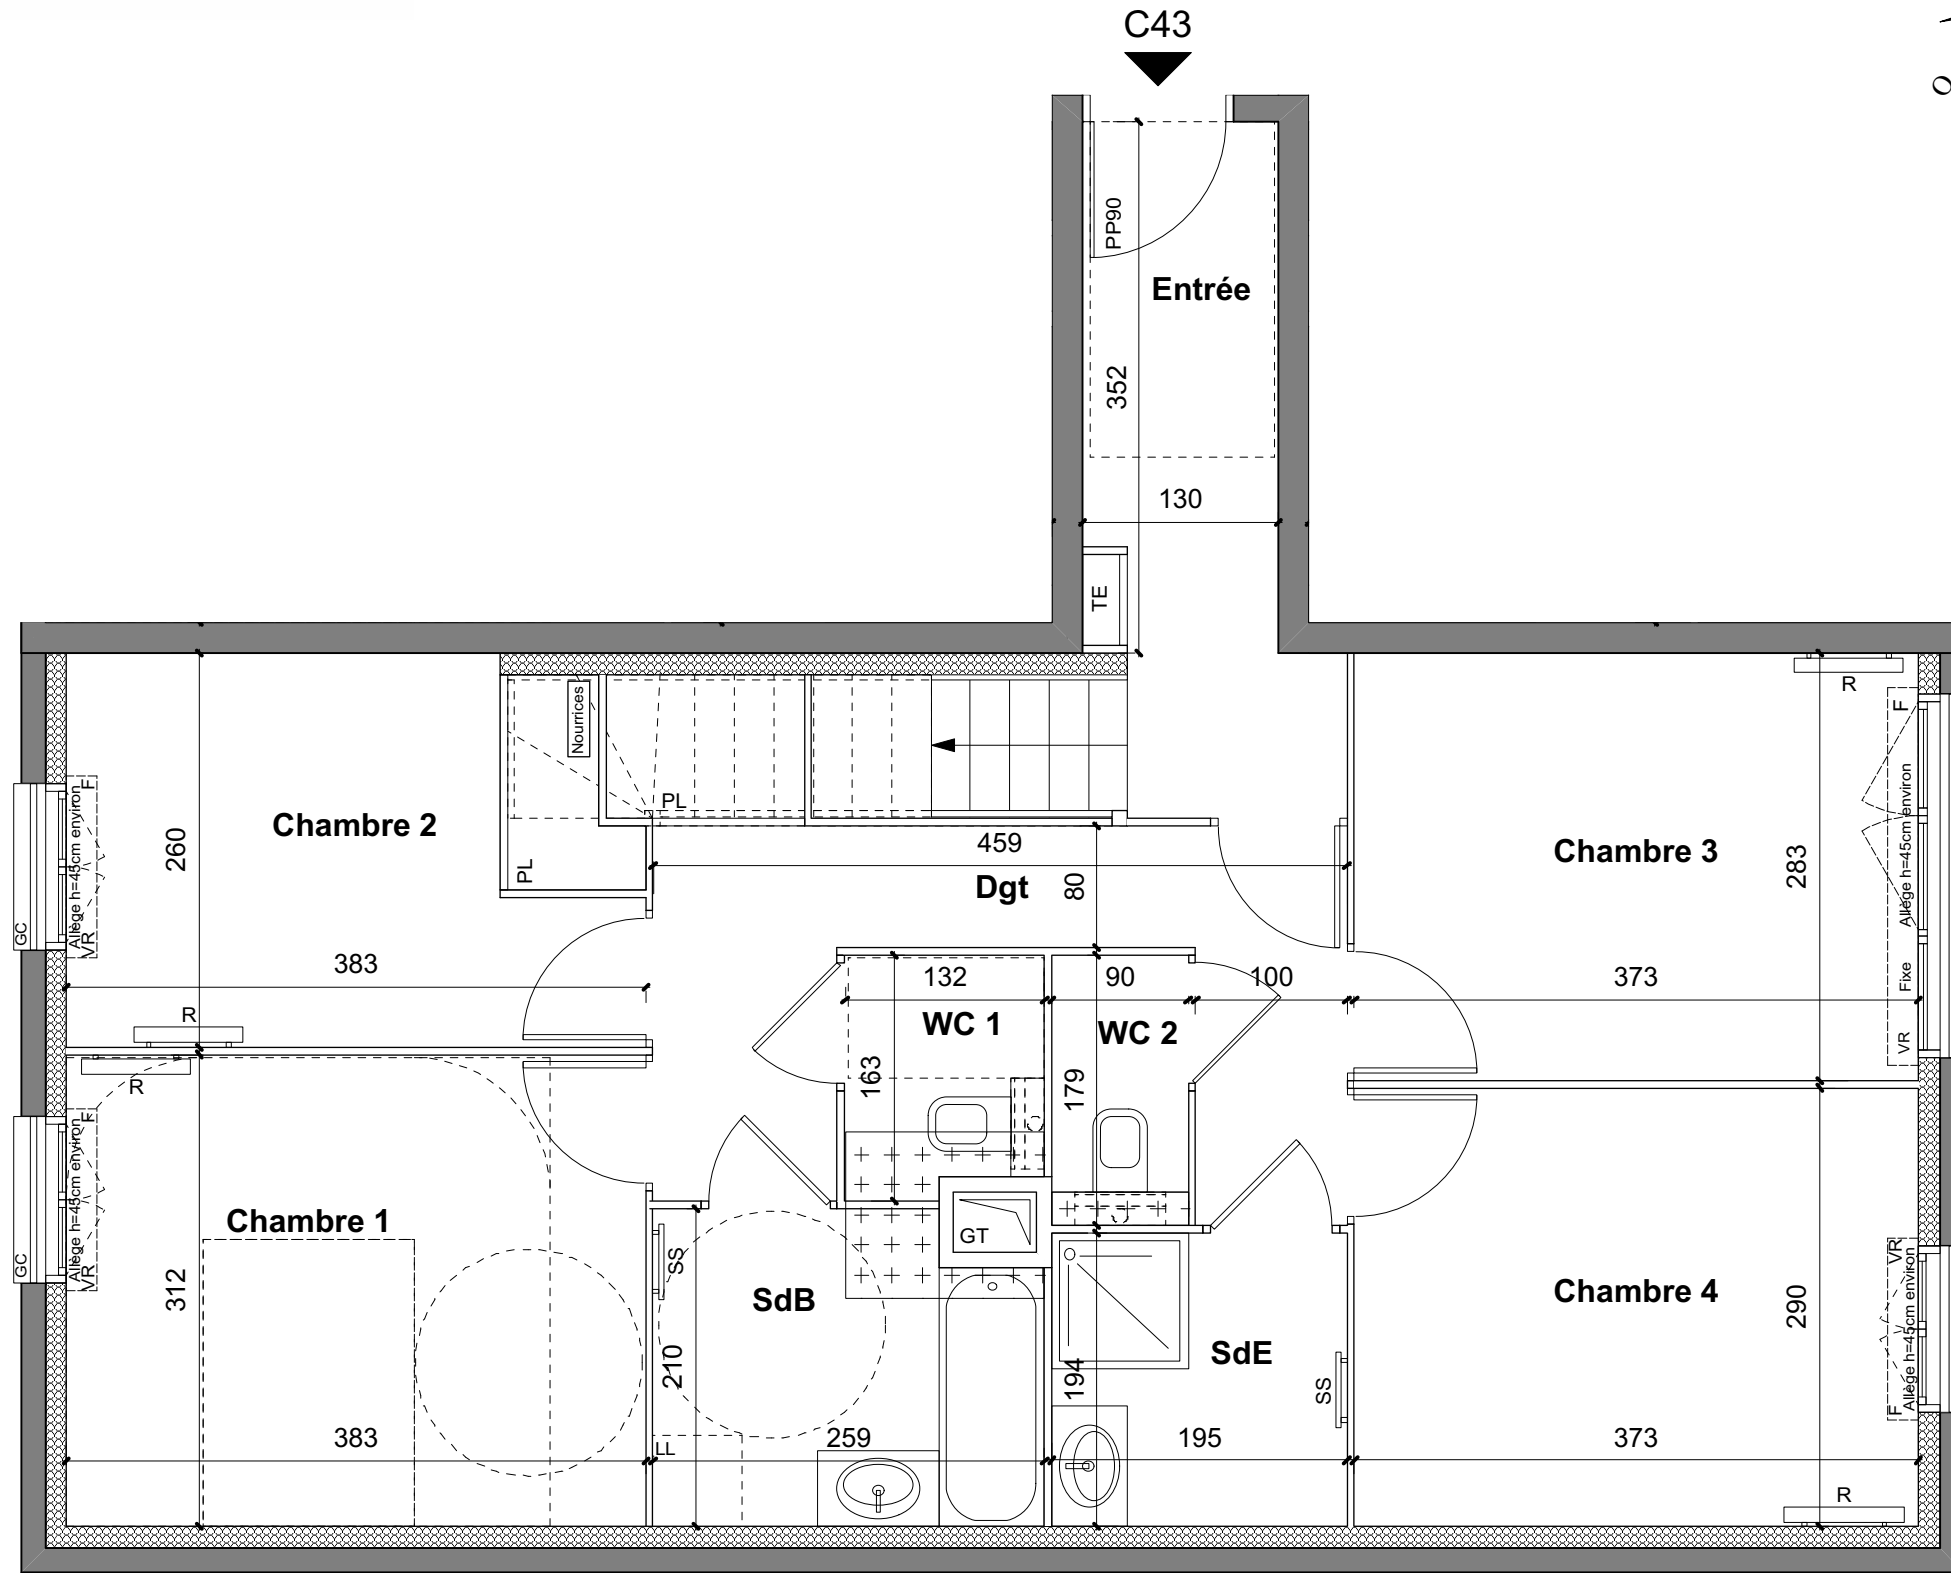 C43
PP90
Entrée
352
130
TE
R
Nourrices
F
F
PL
Allège h=45cm environ
Allège h=45cm environ
Chambre 2
459
Chambre 3
260
PL
Dgt
80
283
GC
VR
383
132
90
100
373
Fixe
R
WC 1
WC 2
VR
R
163
179
F
Allège h=45cm environ
Chambre 1
GT
VR
GC
VR
312
SS
SdB
Chambre 4
290
Allège h=45cm environ
210
194
SdE
SS
F
383
LL
259
195
373
R